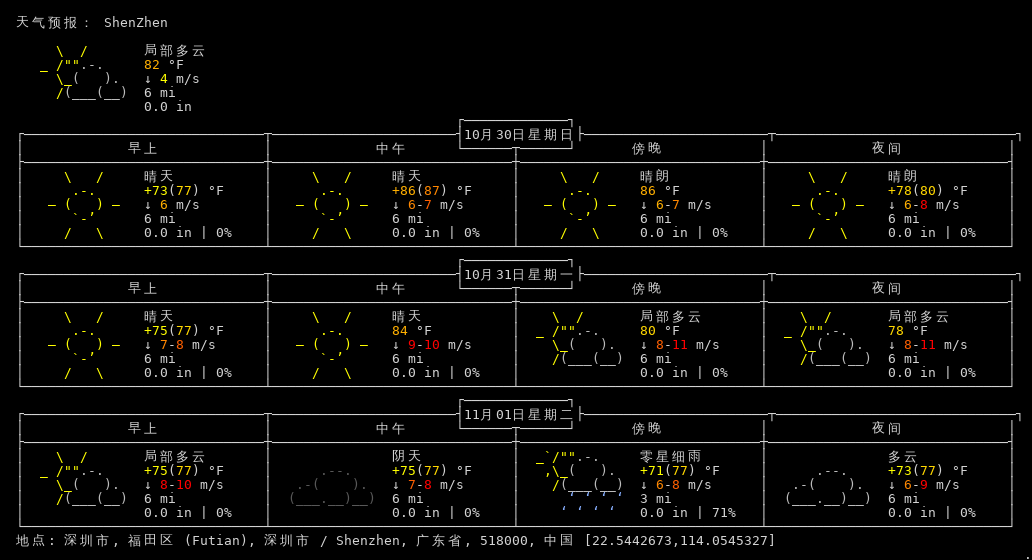 天气预报： ShenZhen
局部多云
82 °F
↓ 4 m/s
6 mi
0.0 in
10月30日星期日
早上 中午 傍晚 夜间
晴天 晴天 晴朗 晴朗
+73(77) °F +86(87) °F 86 °F +78(80) °F
↓ 6 m/s ↓ 6-7 m/s ↓ 6-7 m/s ↓ 6-8 m/s
6 mi 6 mi 6 mi 6 mi
0.0 in | 0% 0.0 in | 0% 0.0 in | 0% 0.0 in | 0%
10月31日星期一
早上 中午 傍晚 夜间
晴天 晴天 局部多云 局部多云
+75(77) °F 84 °F 80 °F 78 °F
↓ 7-8 m/s ↓ 9-10 m/s ↓ 8-11 m/s ↓ 8-11 m/s
6 mi 6 mi 6 mi 6 mi
0.0 in | 0% 0.0 in | 0% 0.0 in | 0% 0.0 in | 0%
11月01日星期二
早上 中午 傍晚 夜间
局部多云 阴天 零星细雨 多云
+75(77) °F +75(77) °F +71(77) °F +73(77) °F
↓ 8-10 m/s ↓ 7-8 m/s ↓ 6-8 m/s ↓ 6-9 m/s
6 mi 6 mi 3 mi 6 mi
0.0 in | 0% 0.0 in | 0% 0.0 in | 71% 0.0 in | 0%
地点: 深圳市, 福田区 (Futian), 深圳市 / Shenzhen, 广东省, 518000, 中国 [22.5442673,114.0545327]